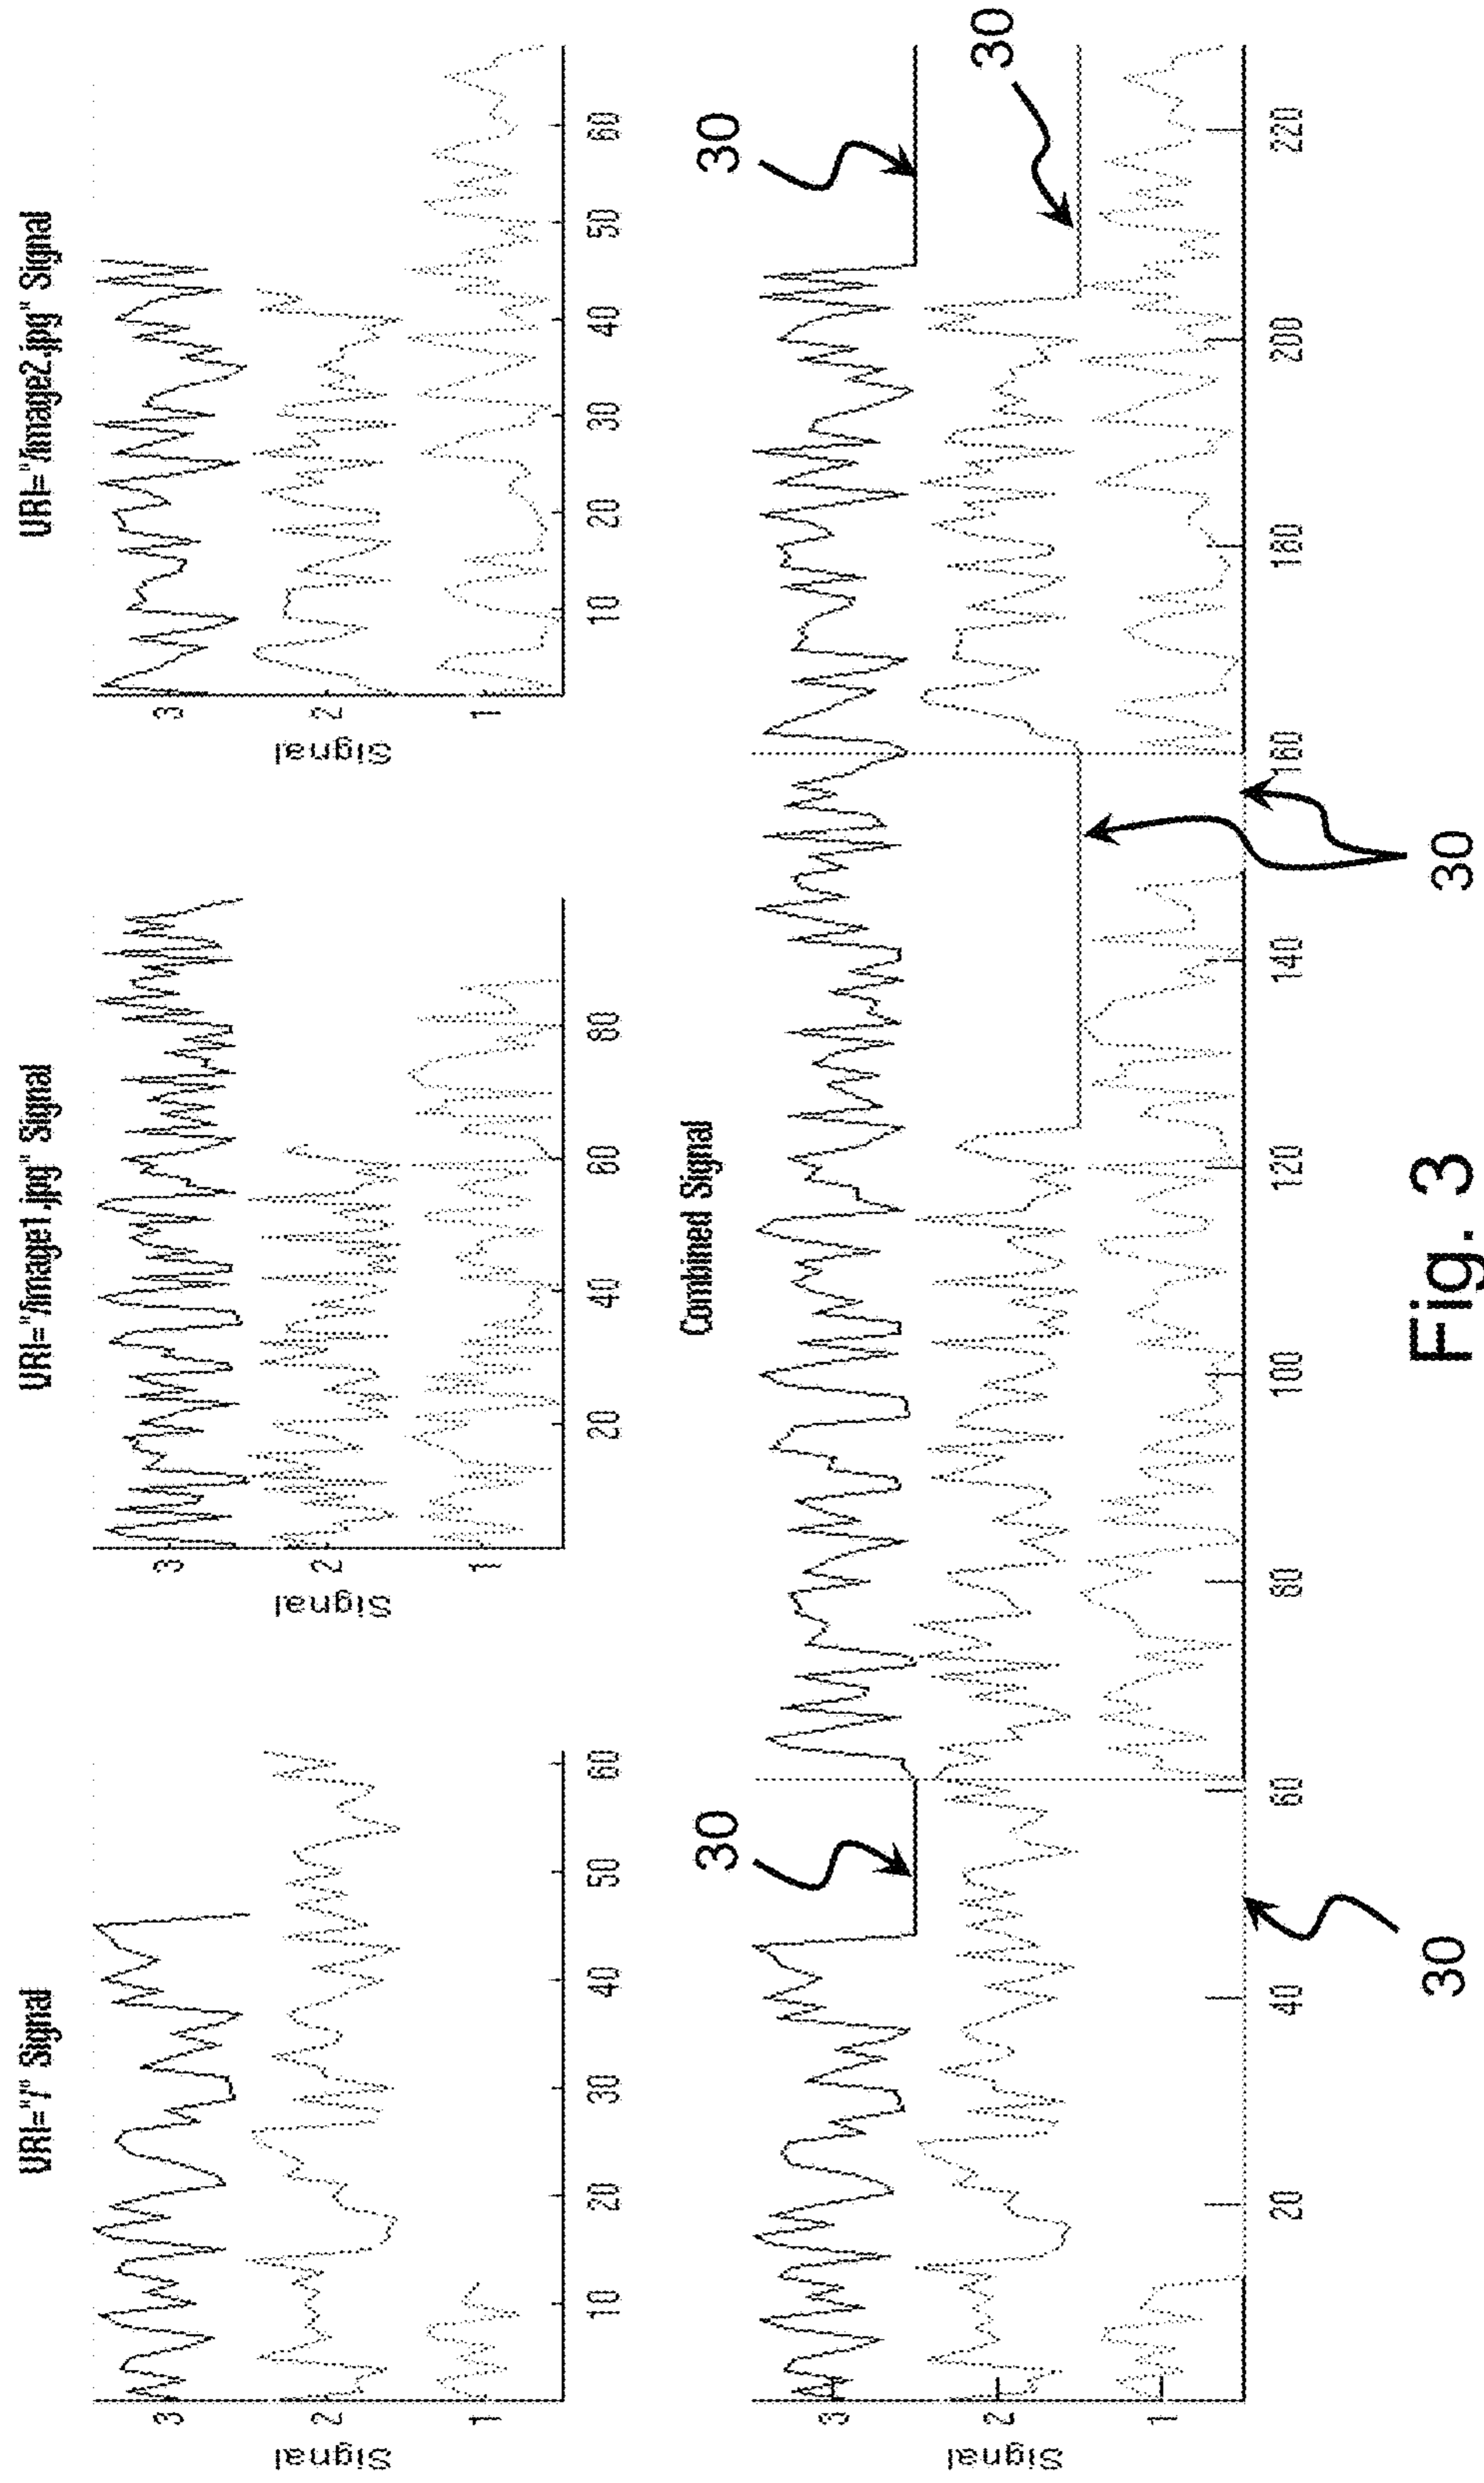 URI="/" Signal
Signal
3
2
1
10 20 30 40 50 60
URI="/image1.jpg" Signal
Signal
3
2
1
20 40 60 80
URI="/image2.jpg" Signal
Signal
3
2
1
10 20 30 40 50 60
Combined Signal
Signal
3
2
1
30
30
30
20 40 60 80 100 120 140 160 180 200 220
30
30
Fig. 3